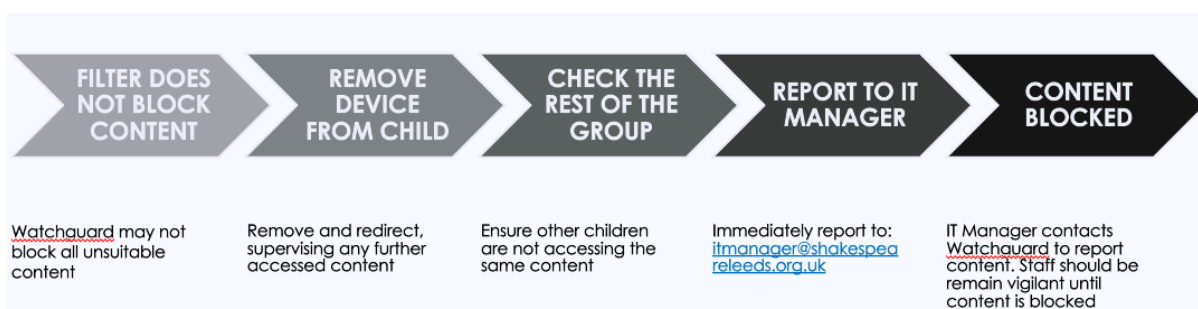 FILTER DOES
NOT BLOCK
CONTENT
REMOVE
DEVICE
FROM CHILD
CHECK THE
REST OF THE
GROUP
REPORT TO IT
MANAGER
CONTENT
BLOCKED
Watchguard may not
block all unsuitable
content
Remove and redirect,
supervising any further
accessed content
Ensure other children
are not accessing the
same content
Immediately report to:
itmanager@shakespea
releeds.org.uk
IT Manager contacts
Watchguard to report
content. Staff should be
remain vigilant until
content is blocked